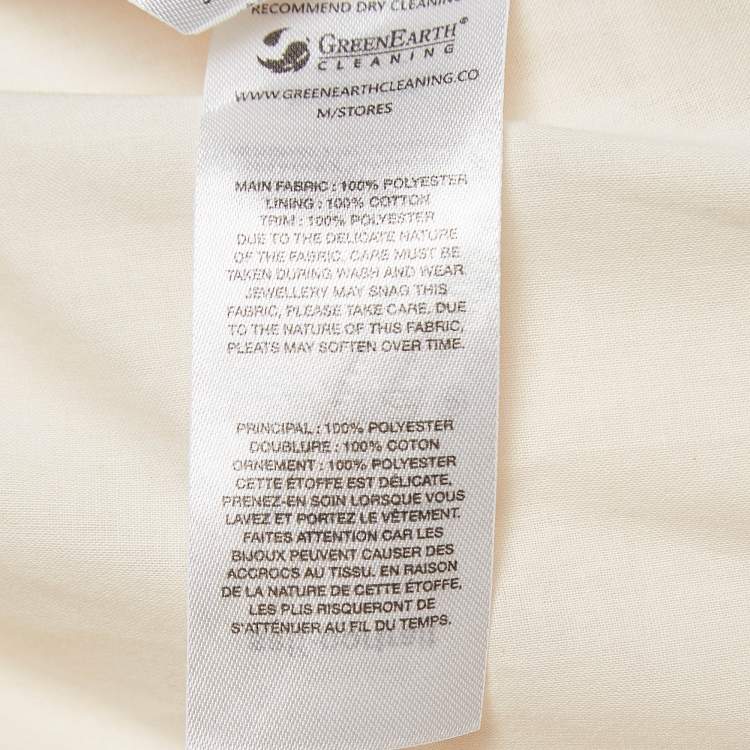 "RECOMMEND DRY CLEANING
GREENEARTH®
CLEANING
WWW.GREENEARTHCLEANING.CO
M/STORES
MAIN FABRIC : 100% POLYESTER
LINING : 100% COTTON
TRIM : 100% POLYESTER
DUE TO THE DELICATE NATURE
OF THE FABRIC, CARE MUST BE
TAKEN DURING WASH AND WEAR.
JEWELLERY MAY SNAG THIS
FABRIC, PLEASE TAKE CARE. DUE
TO THE NATURE OF THIS FABRIC,
PLEATS MAY SOFTEN OVER TIME.
PRINCIPAL : 100% POLYESTER
DOUBLURE : 100% COTON
ORNEMENT : 100% POLYESTER
CETTE ÉTOFFE EST DÉLICATE,
PRENEZ-EN SOIN LORSQUE VOUS
LAVEZ ET PORTEZ LE VÊTEMENT.
FAITES ATTENTION CAR LES
BIJOUX PEUVENT CAUSER DES
ACCROCS AU TISSU. EN RAISON
DE LA NATURE DE CETTE ÉTOFFE,
LES PLIS RISQUERONT DE
S'ATTÉNUER AU FIL DU TEMPS.